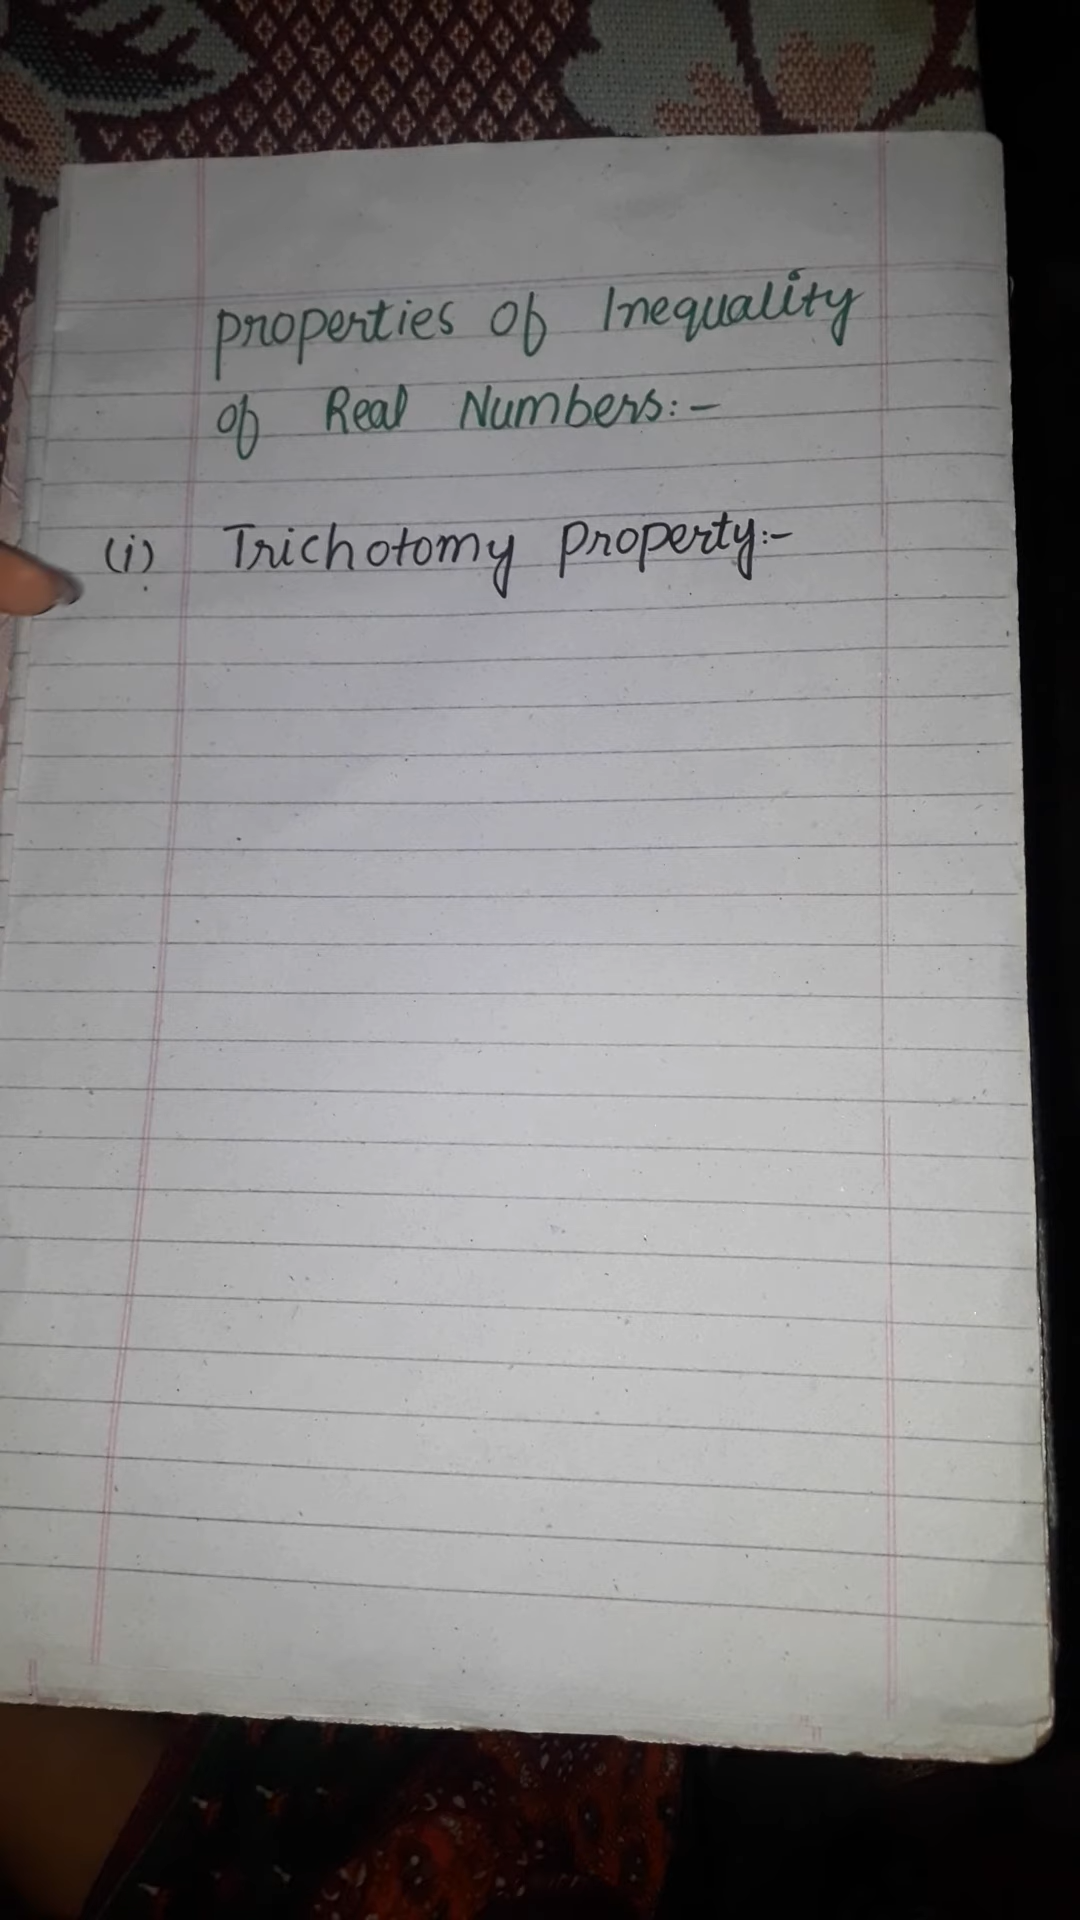 properties of Inequality
of Real Numbers:-
(i) Trichotomy property:-